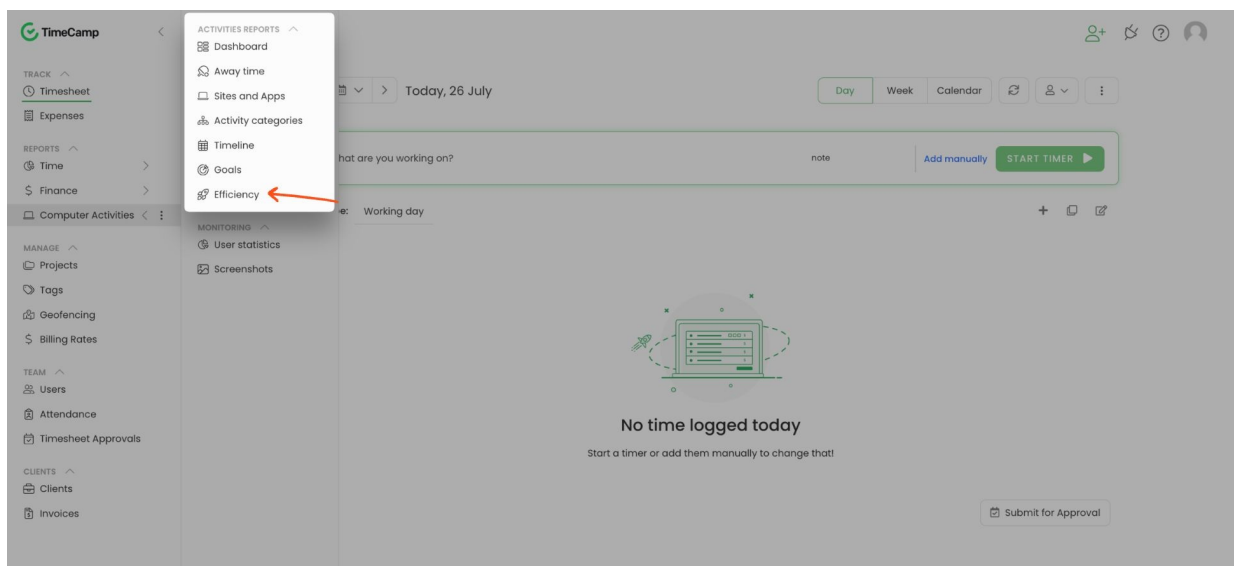 TimeCamp
TRACK
Timesheet
Expenses
REPORTS
Time
Finance
Computer Activities
MANAGE
Projects
Tags
Geofencing
Billing Rates
TEAM
Users
Attendance
Timesheet Approvals
CLIENTS
Clients
Invoices
ACTIVITIES REPORTS
Dashboard
Away time
Sites and Apps
Activity categories
Timeline
Goals
Efficiency
MONITORING
User statistics
Screenshots
Today, 26 July
Day Week Calendar
hat are you working on? note Add manually START TIMER
e: Working day
No time logged today
Start a timer or add them manually to change that!
Submit for Approval